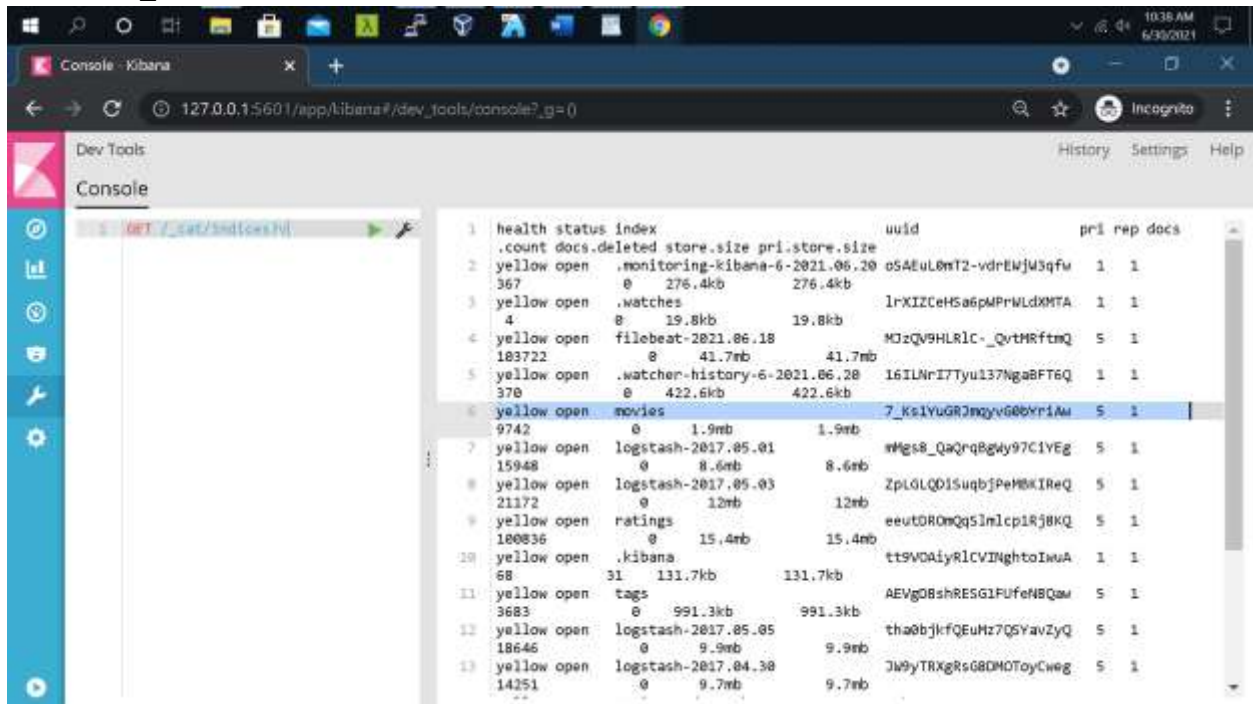 10:38 AM
6/30/2021
Console - Kibana
127.0.0.1:5601/app/kibana#/dev_tools/console?_g=()
Incognito
Dev Tools
History Settings Help
Console
1 GET /_cat/indices?v
1 health status index uuid pri rep docs
.count docs.deleted store.size pri.store.size
2 yellow open .monitoring-kibana-6-2021.06.20 oSAEuL0mT2-vdrEWjW3qfw 1 1
367 0 276.4kb 276.4kb
3 yellow open .watches lrXIZCeHSa6pWPrWLdXMTA 1 1
4 0 19.8kb 19.8kb
4 yellow open filebeat-2021.06.18 MJzQV9HLRlC-_QvtMRftmQ 5 1
103722 0 41.7mb 41.7mb
5 yellow open .watcher-history-6-2021.06.20 16ILNrI7Tyu137NgaBFT6Q 1 1
370 0 422.6kb 422.6kb
6 yellow open movies 7_Ks1YuGRJmqyvG0bYriAw 5 1
9742 0 1.9mb 1.9mb
7 yellow open logstash-2017.05.01 mMgs8_QaQrqBgWy97CiYEg 5 1
15948 0 8.6mb 8.6mb
8 yellow open logstash-2017.05.03 ZpLGLQDiSuqbjPeMBKIReQ 5 1
21172 0 12mb 12mb
9 yellow open ratings eeutDROmQqSlmlcp1RjBKQ 5 1
100836 0 15.4mb 15.4mb
10 yellow open .kibana tt9VOAiyRlCVINghtoIwuA 1 1
68 31 131.7kb 131.7kb
11 yellow open tags AEVgDBshRESG1FUfeNBQaw 5 1
3683 0 991.3kb 991.3kb
12 yellow open logstash-2017.05.05 tha0bjkfQEuMz7QSYavZyQ 5 1
18646 0 9.9mb 9.9mb
13 yellow open logstash-2017.04.30 JW9yTRXgRsG8DMOToyCweg 5 1
14251 0 9.7mb 9.7mb